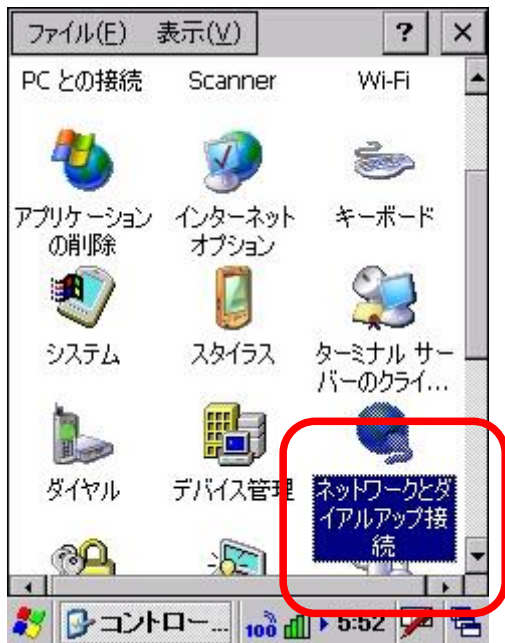 ファイル(F) 表示(V) ? ×
PC との接続 Scanner Wi-Fi
アプリケーション
の削除
インターネット
オプション
キーボード
システム
スタイラス
ターミナル サー
バーのクライ...
ダイヤル
デバイス管理
ネットワークとダ
イアルアップ接
続
コントロー... 100 5:52